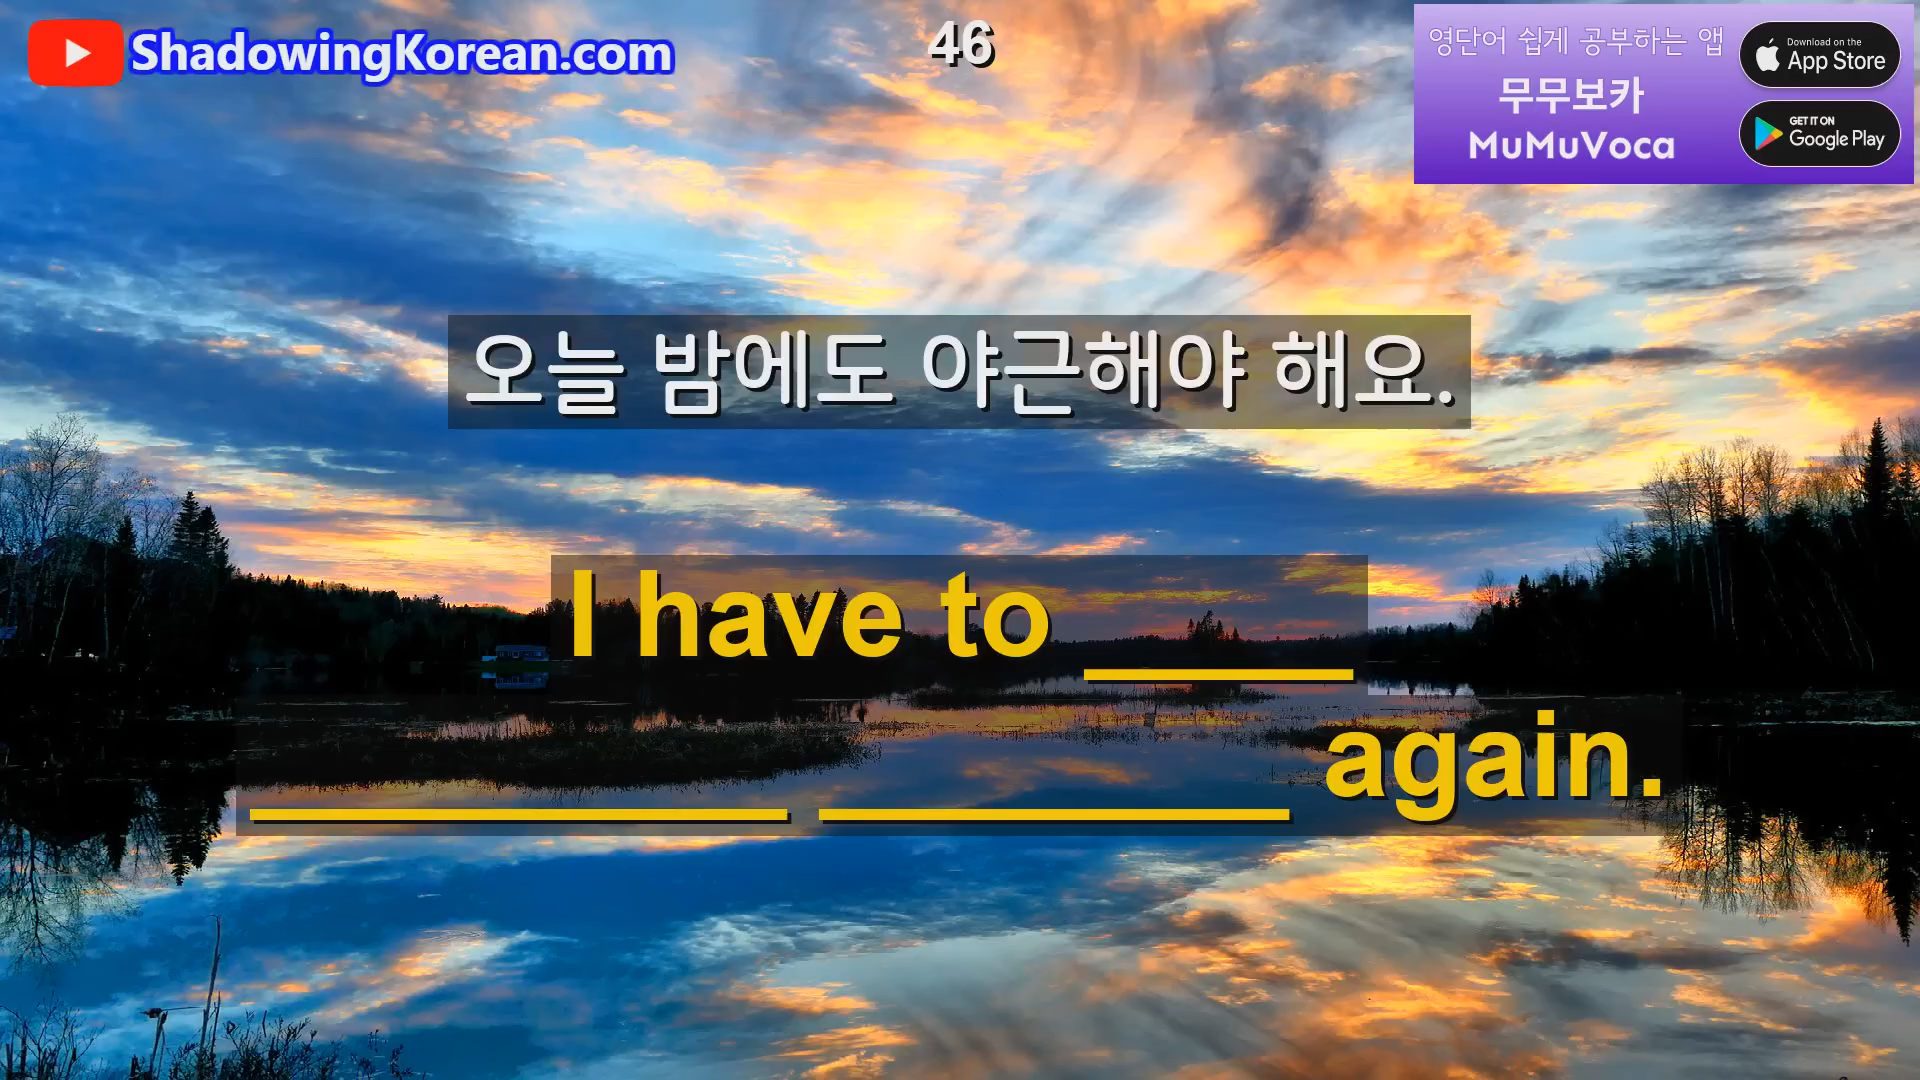 ShadowingKorean.com
46
영단어 쉽게 공부하는 앱
무무보카
MuMuVoca
Download on the
App Store
GET IT ON
Google Play
오늘 밤에도 야근해야 해요.
I have to ____
________ _______ again.